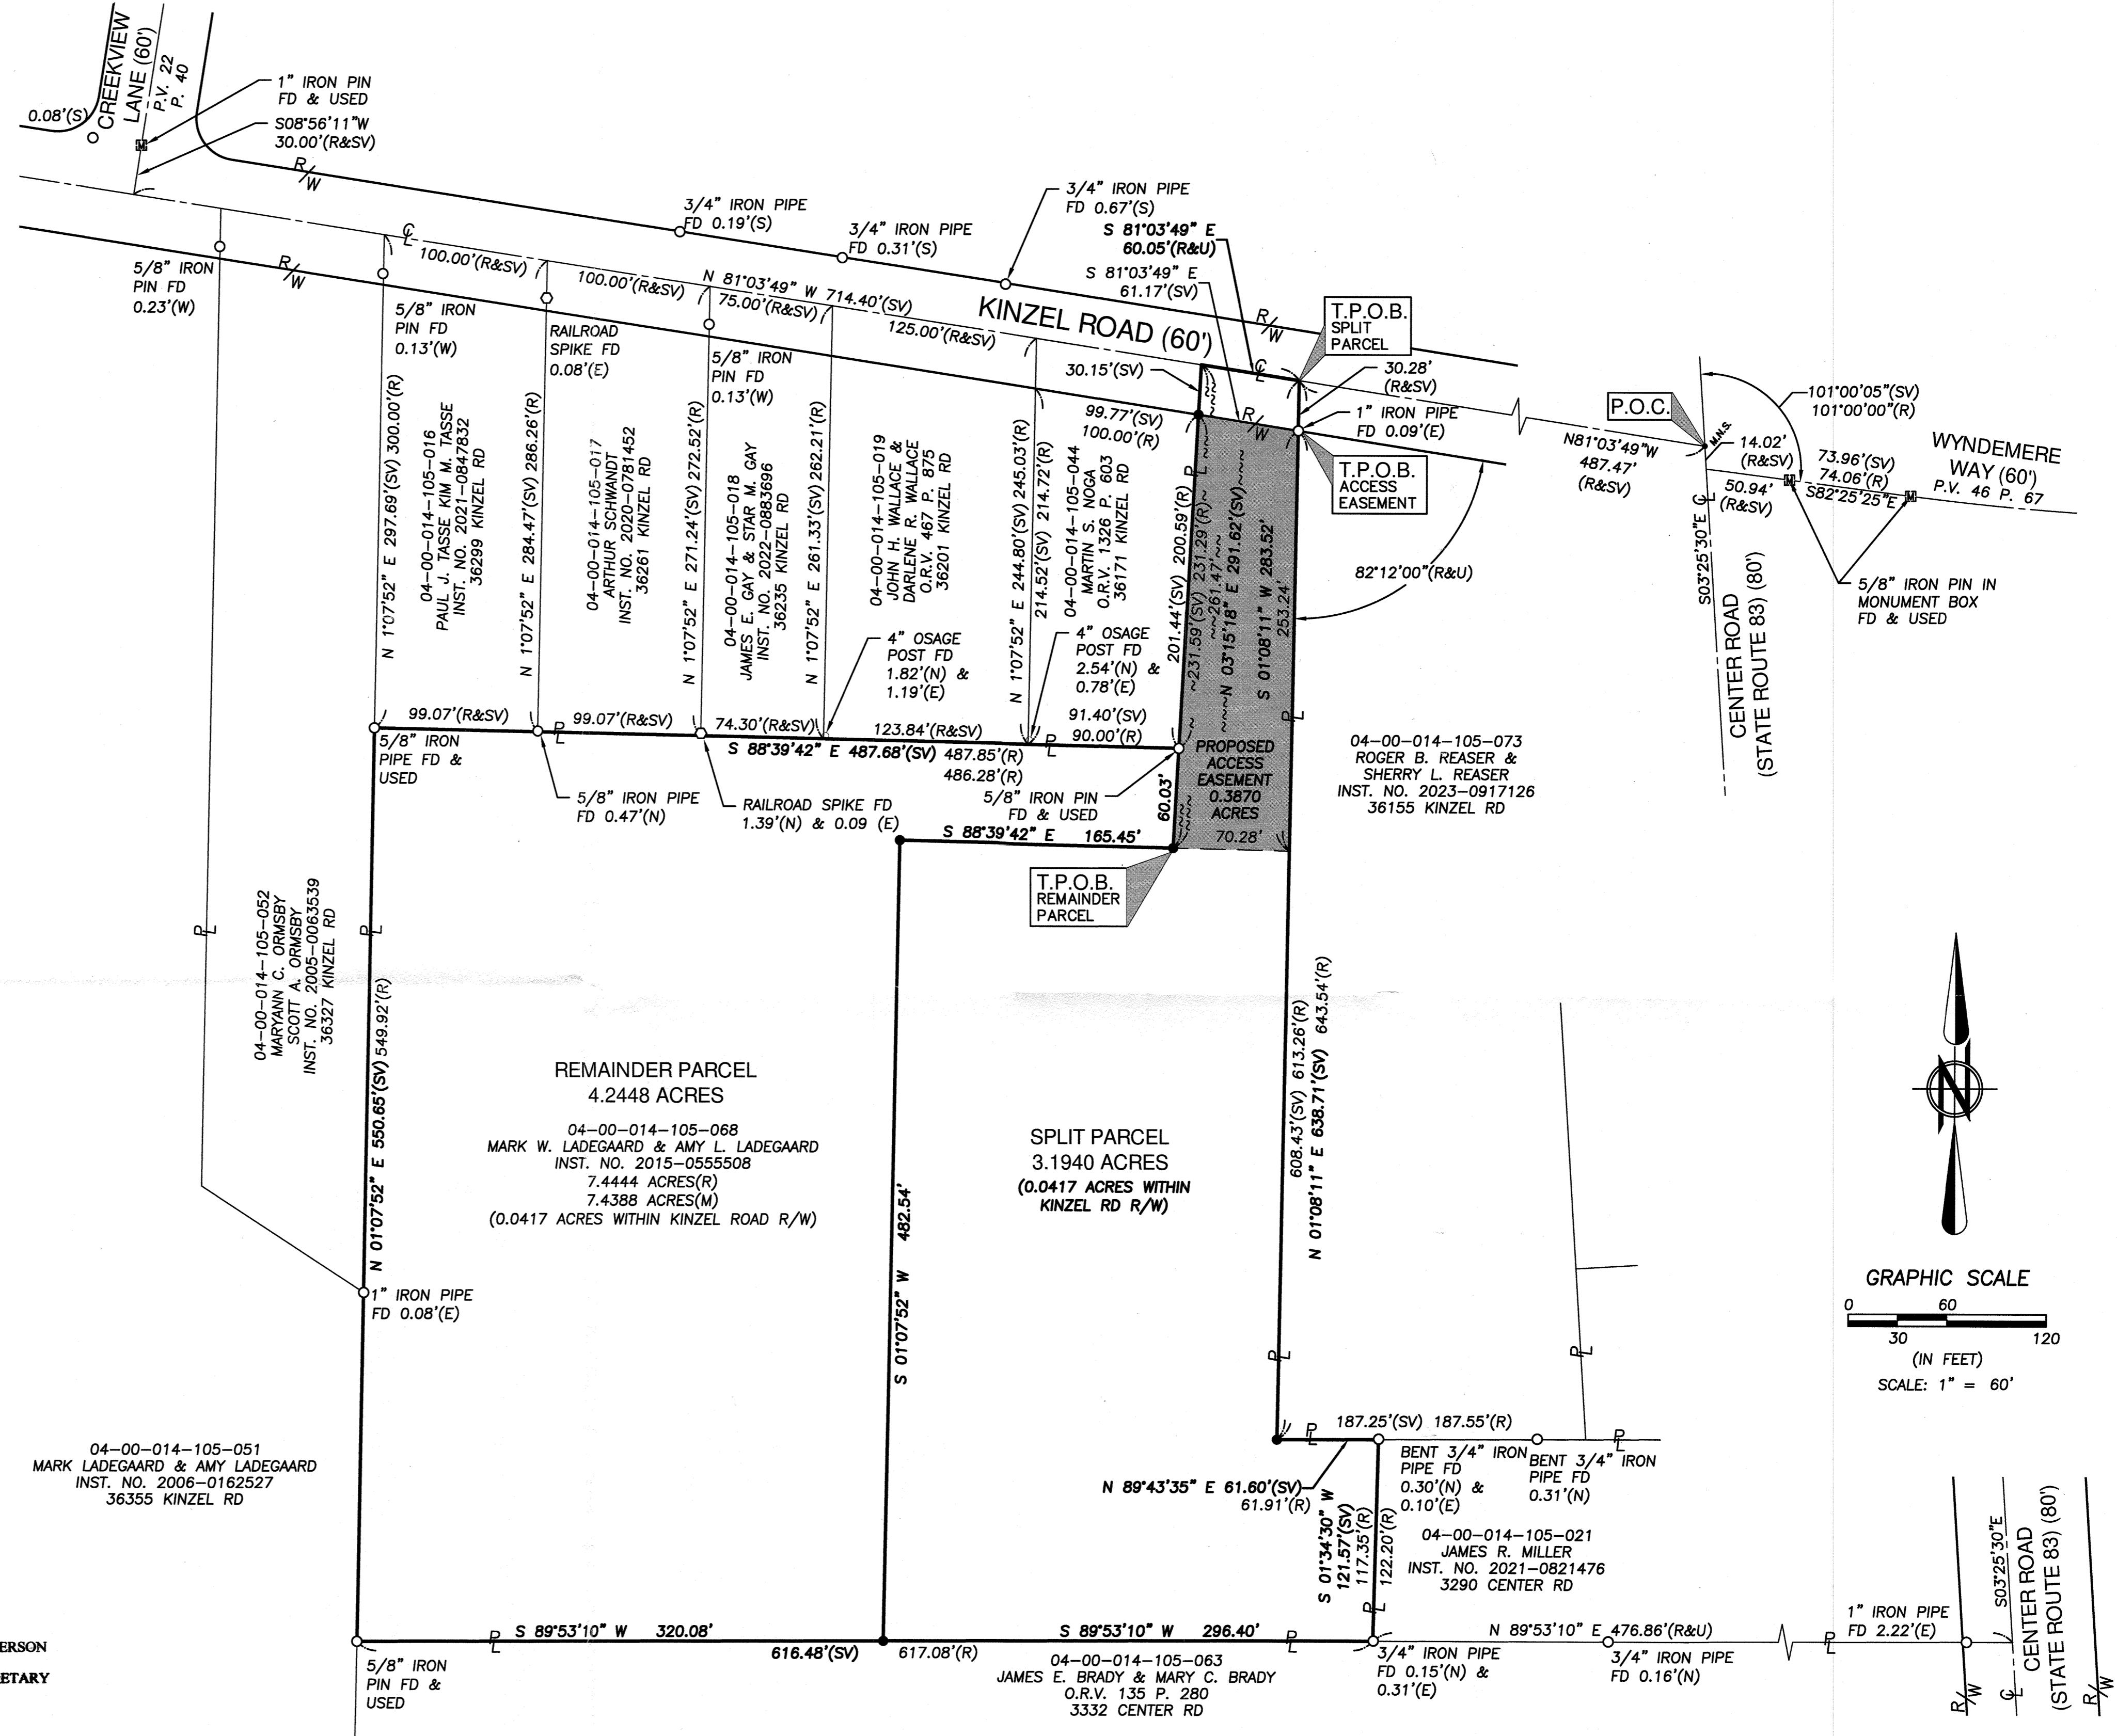 CREEKVIEW
LANE (60')
P.V. 22
P. 40
0.08'(S)
1" IRON PIN
FD & USED
S08°56'11"W
30.00'(R&SV)
R/W
3/4" IRON PIPE
FD 0.19'(S)
3/4" IRON PIPE
FD 0.31'(S)
3/4" IRON PIPE
FD 0.67'(S)
S 81°03'49" E
60.05'(R&U)
S 81°03'49" E
61.17'(SV)
R/W
T.P.O.B.
SPLIT
PARCEL
5/8" IRON
PIN FD
0.23'(W)
R/W
CL
100.00'(R&SV)
100.00'(R&SV)
N 81°03'49" W 714.40'(SV)
75.00'(R&SV)
125.00'(R&SV)
KINZEL ROAD (60')
5/8" IRON
PIN FD
0.13'(W)
RAILROAD
SPIKE FD
0.08'(E)
5/8" IRON
PIN FD
0.13'(W)
30.15'(SV)
CL
30.28'
(R&SV)
99.77'(SV)
100.00'(R)
R/W
1" IRON PIPE
FD 0.09'(E)
T.P.O.B.
ACCESS
EASEMENT
P.O.C.
M.N.S.
N81°03'49"W
487.47'
(R&SV)
101°00'05"(SV)
101°00'00"(R)
14.02'
(R&SV)
50.94'
(R&SV)
73.96'(SV)
74.06'(R)
S82°25'25"E
WYNDEMERE
WAY (60')
P.V. 46 P. 67
5/8" IRON PIN IN
MONUMENT BOX
FD & USED
S03°25'30"E
CL
CENTER ROAD
(STATE ROUTE 83) (80')
82°12'00"(R&U)
N 1°07'52" E 297.69'(SV) 300.00'(R)
04-00-014-105-016
PAUL J. TASSE KIM M. TASSE
INST. NO. 2021-0847832
36299 KINZEL RD
N 1°07'52" E 284.47'(SV) 286.26'(R)
04-00-014-105-017
ARTHUR SCHWANDT
INST. NO. 2020-0781452
36261 KINZEL RD
N 1°07'52" E 271.24'(SV) 272.52'(R)
04-00-014-105-018
JAMES E. GAY & STAR M. GAY
INST. NO. 2022-0883696
36235 KINZEL RD
N 1°07'52" E 261.33'(SV) 262.21'(R)
04-00-014-105-019
JOHN H. WALLACE &
DARLENE R. WALLACE
O.R.V. 467 P. 875
36201 KINZEL RD
N 1°07'52" E 244.80'(SV) 245.03'(R)
214.52'(SV) 214.72'(R)
04-00-014-105-044
MARTIN S. NOGA
O.R.V. 1326 P. 603
36171 KINZEL RD
201.44'(SV) 200.59'(R)
PL
~231.59'(SV) 231.29'(R)~
~~261.47'~~
~~~N 03°15'18" E 291.62'(SV)~~~
S 01°08'11" W 283.52'
253.24'
PL
4" OSAGE
POST FD
1.82'(N) &
1.19'(E)
4" OSAGE
POST FD
2.54'(N) &
0.78'(E)
99.07'(R&SV)
99.07'(R&SV)
74.30'(R&SV)
123.84'(R&SV)
91.40'(SV)
90.00'(R)
PL
PL
S 88°39'42" E 487.68'(SV) 487.85'(R)
486.28'(R)
5/8" IRON
PIPE FD &
USED
5/8" IRON PIPE
FD 0.47'(N)
RAILROAD SPIKE FD
1.39'(N) & 0.09 (E)
5/8" IRON PIN
FD & USED
60.03'
PROPOSED
ACCESS
EASEMENT
0.3870
ACRES
70.28'
S 88°39'42" E 165.45'
T.P.O.B.
REMAINDER
PARCEL
04-00-014-105-073
ROGER B. REASER &
SHERRY L. REASER
INST. NO. 2023-0917126
36155 KINZEL RD
PL
04-00-014-105-052
MARYANN C. ORMSBY
SCOTT A. ORMSBY
INST. NO. 2005-0063539
36327 KINZEL RD
PL
N 01°07'52" E 550.65'(SV) 549.92'(R)
REMAINDER PARCEL
4.2448 ACRES
04-00-014-105-068
MARK W. LADEGAARD & AMY L. LADEGAARD
INST. NO. 2015-0555508
7.4444 ACRES(R)
7.4388 ACRES(M)
(0.0417 ACRES WITHIN KINZEL ROAD R/W)
S 01°07'52" W 482.54'
SPLIT PARCEL
3.1940 ACRES
(0.0417 ACRES WITHIN
KINZEL RD R/W)
608.43'(SV) 613.26'(R)
N 01°08'11" E 638.71'(SV) 643.54'(R)
PL
PL
N
GRAPHIC SCALE
0 60
30 120
(IN FEET)
SCALE: 1" = 60'
1" IRON PIPE
FD 0.08'(E)
04-00-014-105-051
MARK LADEGAARD & AMY LADEGAARD
INST. NO. 2006-0162527
36355 KINZEL RD
PL
187.25'(SV) 187.55'(R)
PL
BENT 3/4" IRON
PIPE FD
0.30'(N) &
0.10'(E)
BENT 3/4" IRON
PIPE FD
0.31'(N)
N 89°43'35" E 61.60'(SV)
61.91'(R)
S 01°34'30" W
121.57'(SV)
117.35'(R)
122.20'(R)
PL
04-00-014-105-021
JAMES R. MILLER
INST. NO. 2021-0821476
3290 CENTER RD
S 89°53'10" W 320.08'
PL
616.48'(SV)
617.08'(R)
S 89°53'10" W 296.40'
PL
04-00-014-105-063
JAMES E. BRADY & MARY C. BRADY
O.R.V. 135 P. 280
3332 CENTER RD
5/8" IRON
PIN FD &
USED
3/4" IRON PIPE
FD 0.15'(N) &
0.31'(E)
N 89°53'10" E 476.86'(R&U)
3/4" IRON PIPE
FD 0.16'(N)
PL
1" IRON PIPE
FD 2.22'(E)
R/W
S03°25'30"E
CL
CENTER ROAD
(STATE ROUTE 83) (80')
R/W
ERSON
ETARY